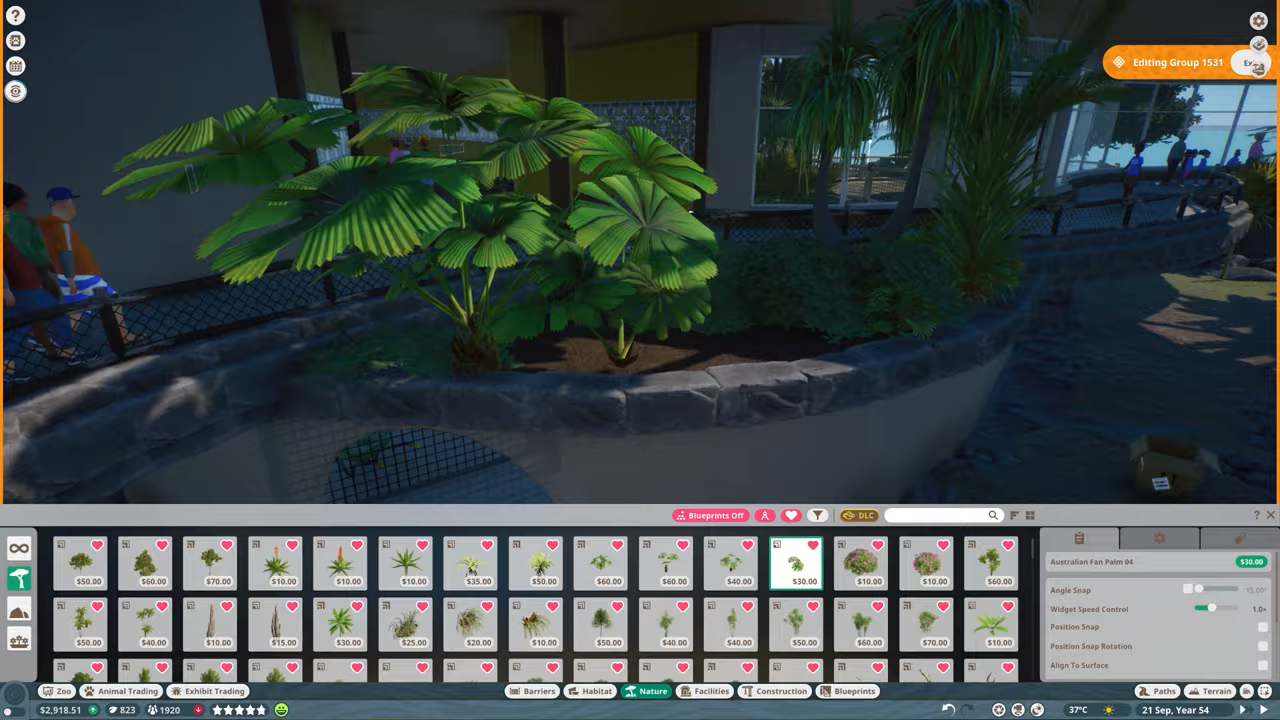 ?
Editing Group 1531
Blueprints Off
DLC
? ×
$50.00 $60.00 $70.00 $10.00 $10.00 $10.00 $35.00 $50.00 $60.00 $60.00 $40.00 $30.00 $10.00 $10.00 $60.00
$50.00 $40.00 $10.00 $15.00 $30.00 $25.00 $20.00 $10.00 $50.00 $40.00 $40.00 $50.00 $60.00 $70.00 $10.00
Australian Fan Palm 04 $30.00
Angle Snap 15.00°
Widget Speed Control 1.0×
Position Snap
Position Snap Rotation
Align To Surface
Zoo Animal Trading Exhibit Trading Barriers Habitat Nature Facilities Construction Blueprints Paths Terrain
$2,918.51 823 1920 37°C 21 Sep, Year 54